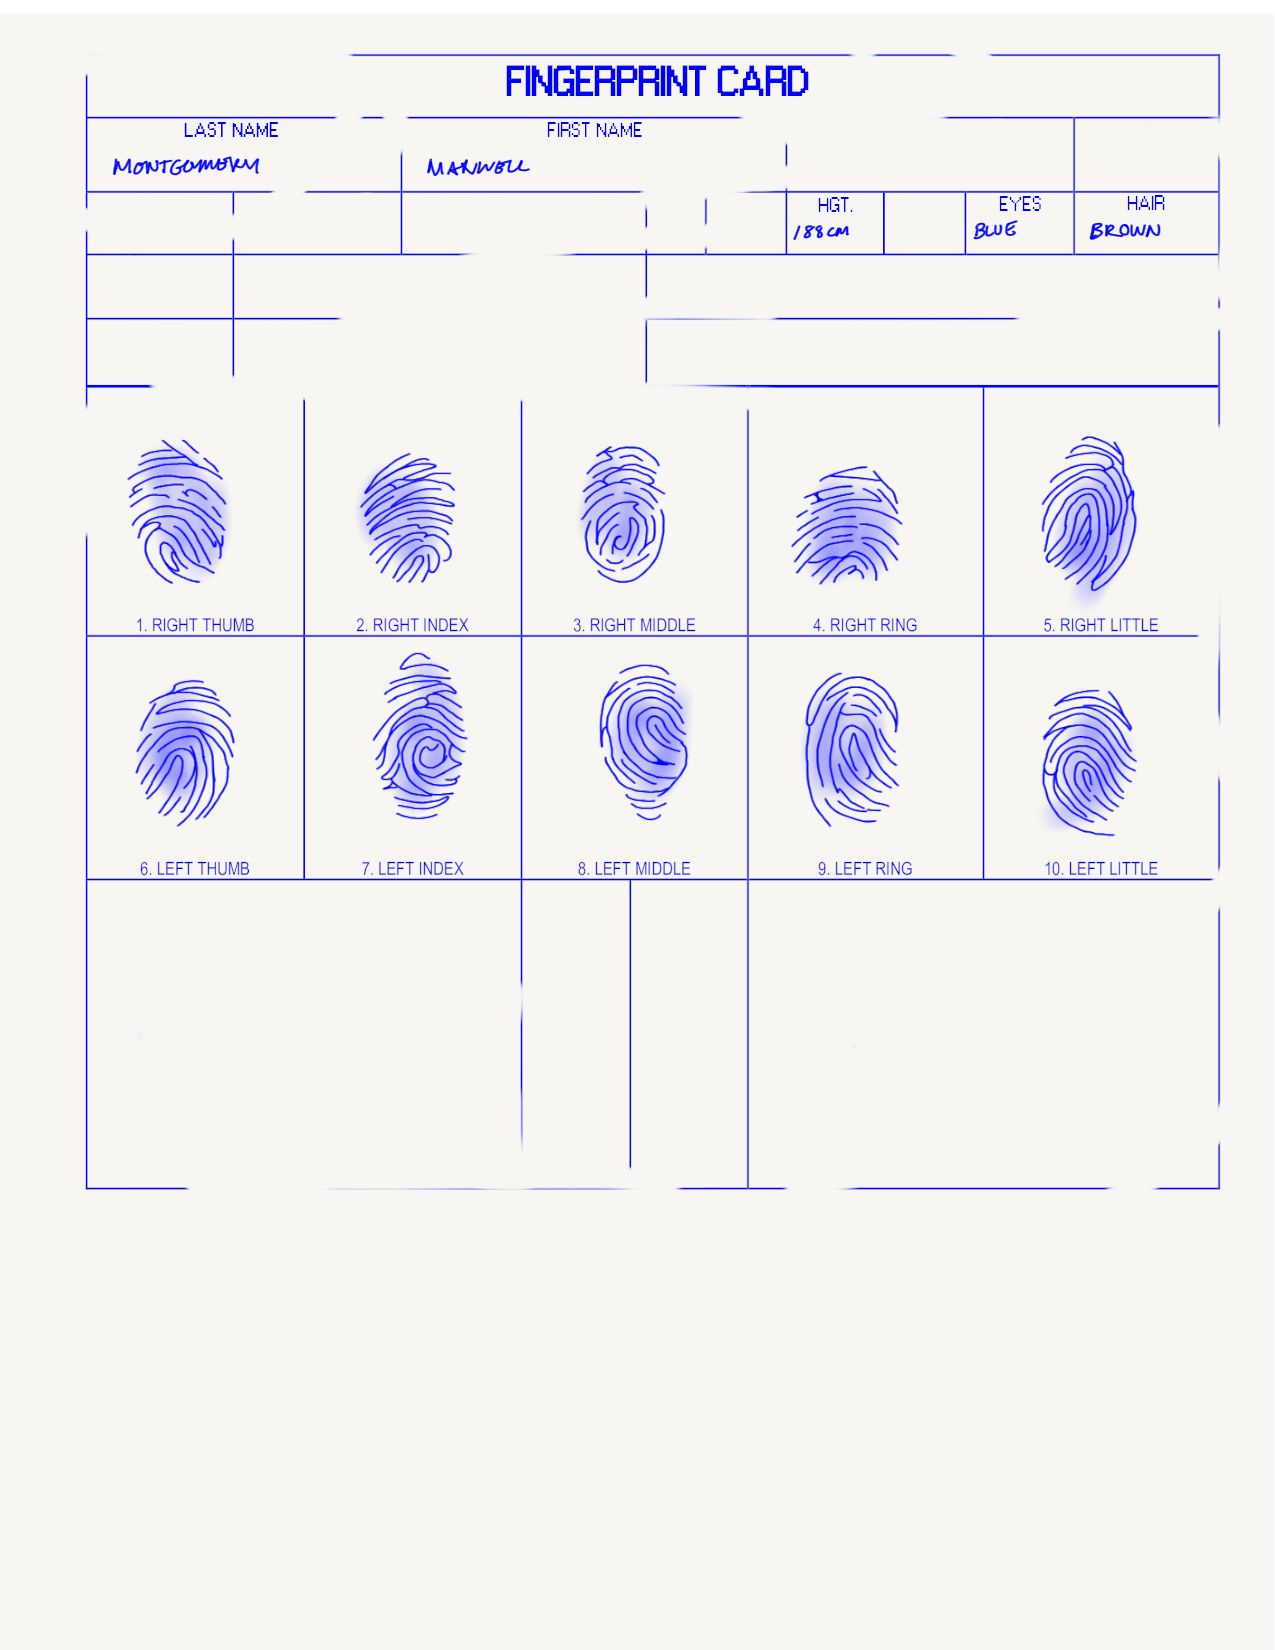 FINGERPRINT CARD
LAST NAME FIRST NAME
MONTGOMERY MAXWELL
HGT. EYES HAIR
188CM BLUE BROWN
1. RIGHT THUMB 2. RIGHT INDEX 3. RIGHT MIDDLE 4. RIGHT RING 5. RIGHT LITTLE
6. LEFT THUMB 7. LEFT INDEX 8. LEFT MIDDLE 9. LEFT RING 10. LEFT LITTLE